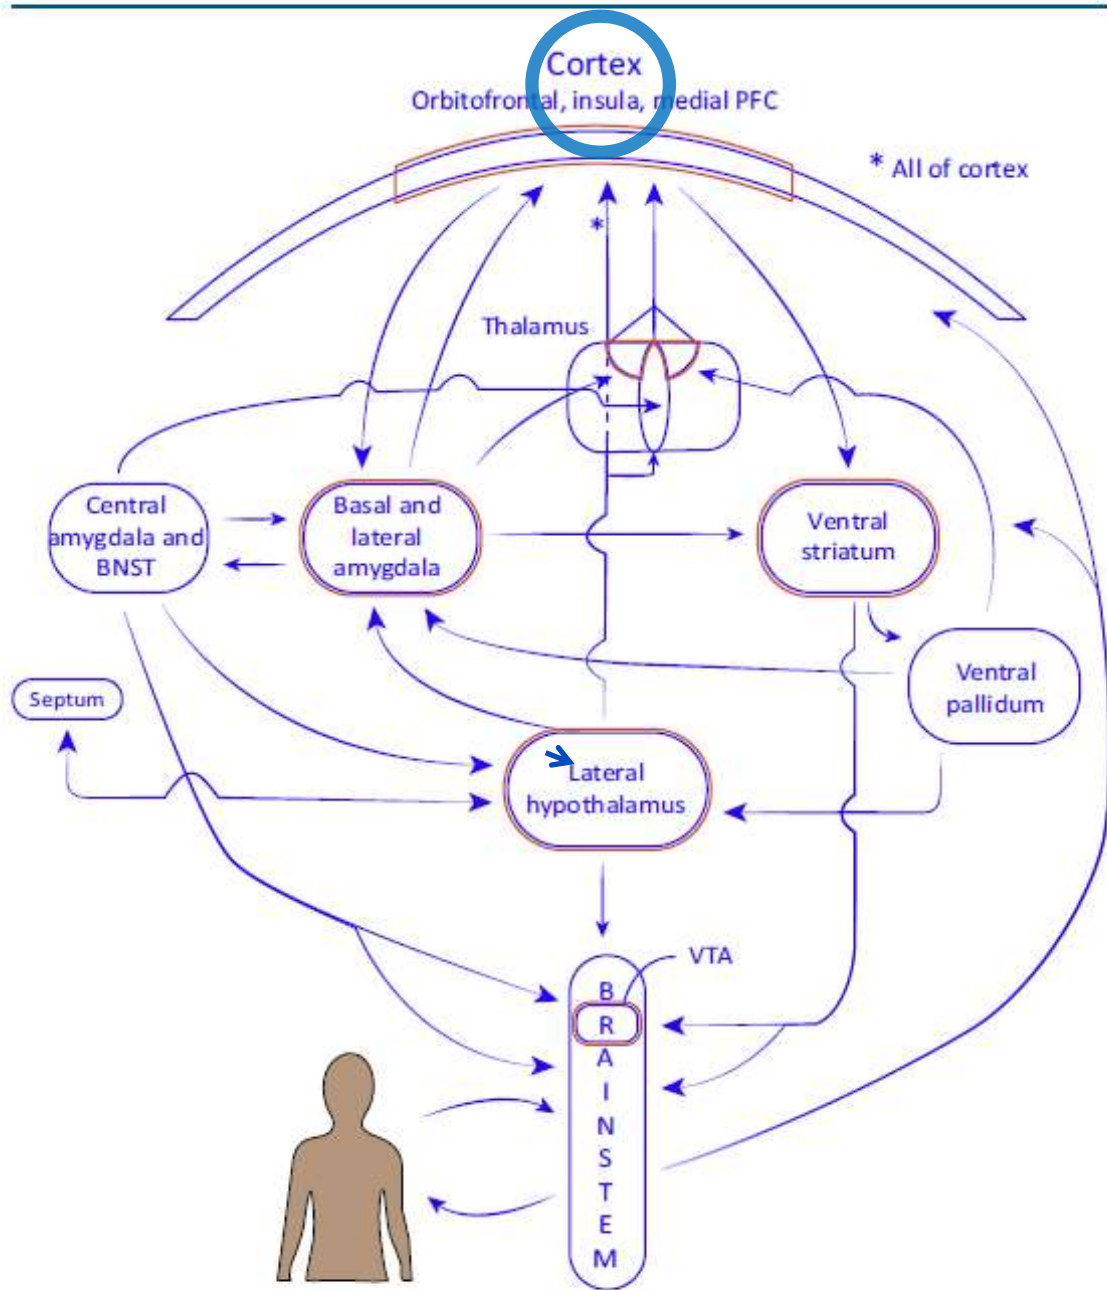 Cortex
Orbitofrontal, insula, medial PFC
* All of cortex
*
Thalamus
Central
amygdala and
BNST
Basal and
lateral
amygdala
Ventral
striatum
Septum
Ventral
pallidum
Lateral
hypothalamus
VTA
B
R
A
I
N
S
T
E
M